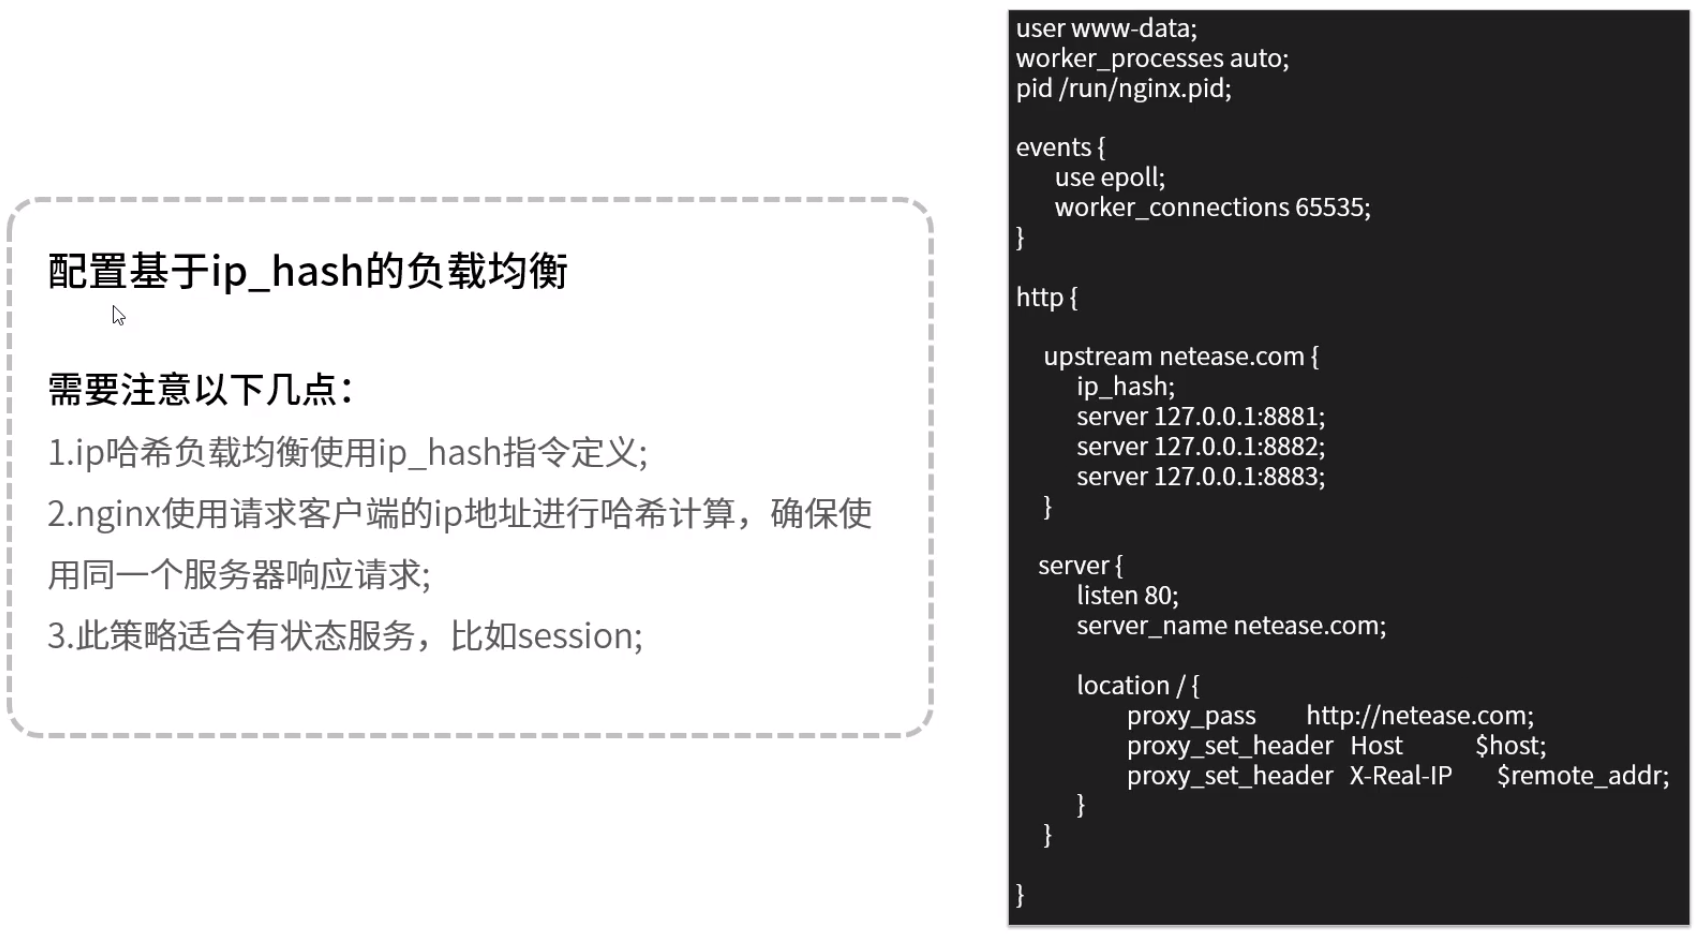 配置基于ip_hash的负载均衡
需要注意以下几点：
1.ip哈希负载均衡使用ip_hash指令定义;
2.nginx使用请求客户端的ip地址进行哈希计算，确保使
用同一个服务器响应请求;
3.此策略适合有状态服务，比如session;
user www-data;
worker_processes auto;
pid /run/nginx.pid;
events {
use epoll;
worker_connections 65535;
}
http {
upstream netease.com {
ip_hash;
server 127.0.0.1:8881;
server 127.0.0.1:8882;
server 127.0.0.1:8883;
}
server {
listen 80;
server_name netease.com;
location / {
proxy_pass http://netease.com;
proxy_set_header Host $host;
proxy_set_header X-Real-IP $remote_addr;
}
}
}